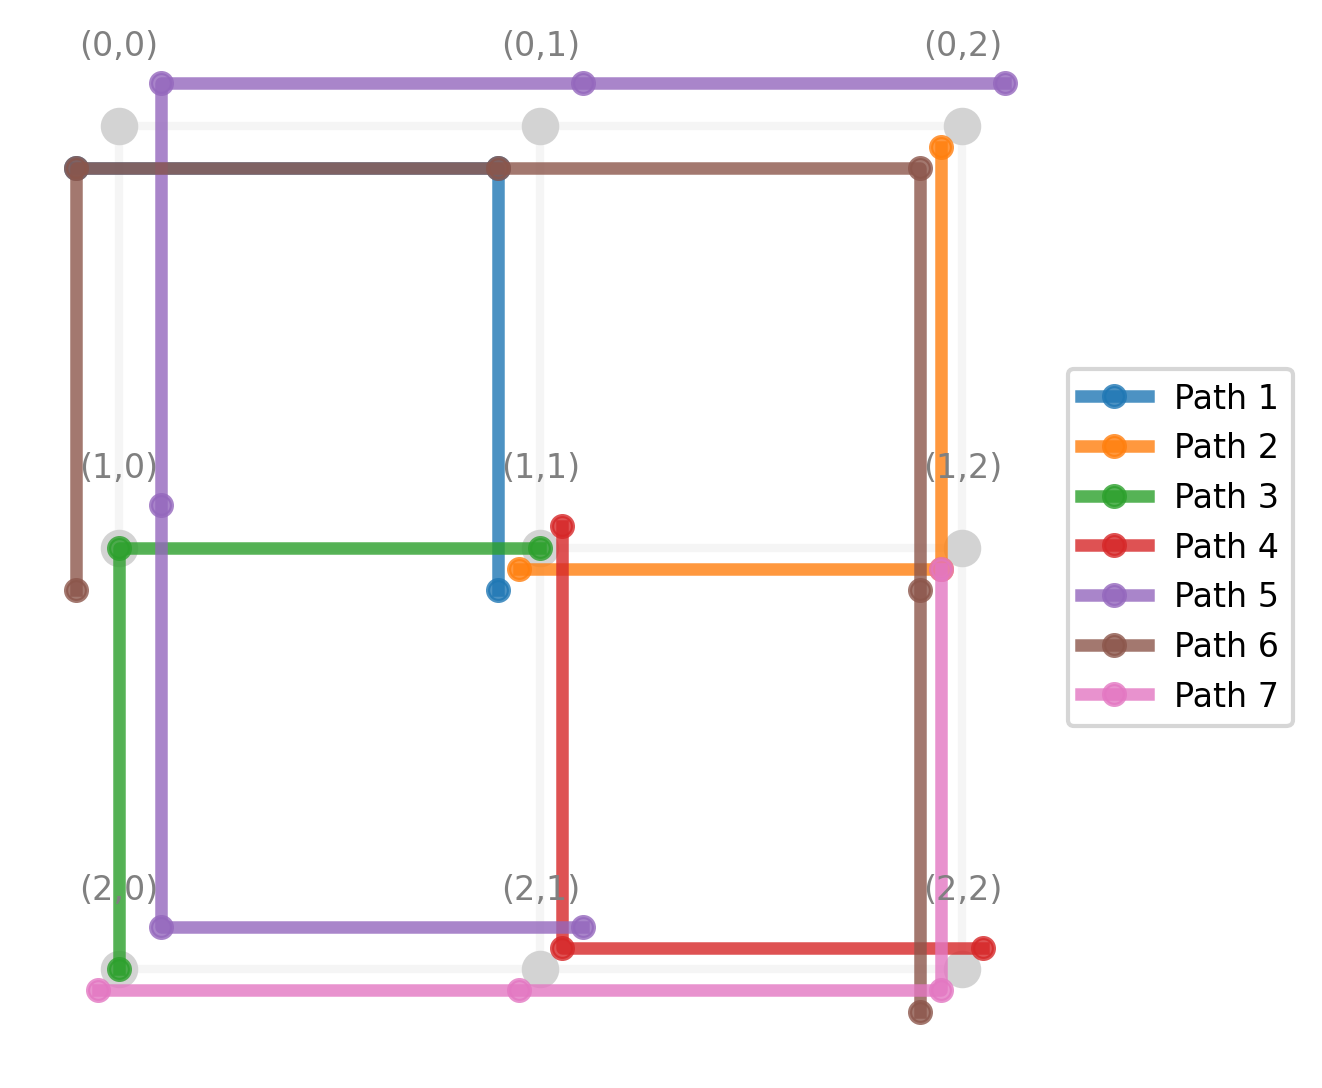 (0,0) (0,1) (0,2)
(1,0) (1,1) (1,2)
(2,0) (2,1) (2,2)
Path 1
Path 2
Path 3
Path 4
Path 5
Path 6
Path 7